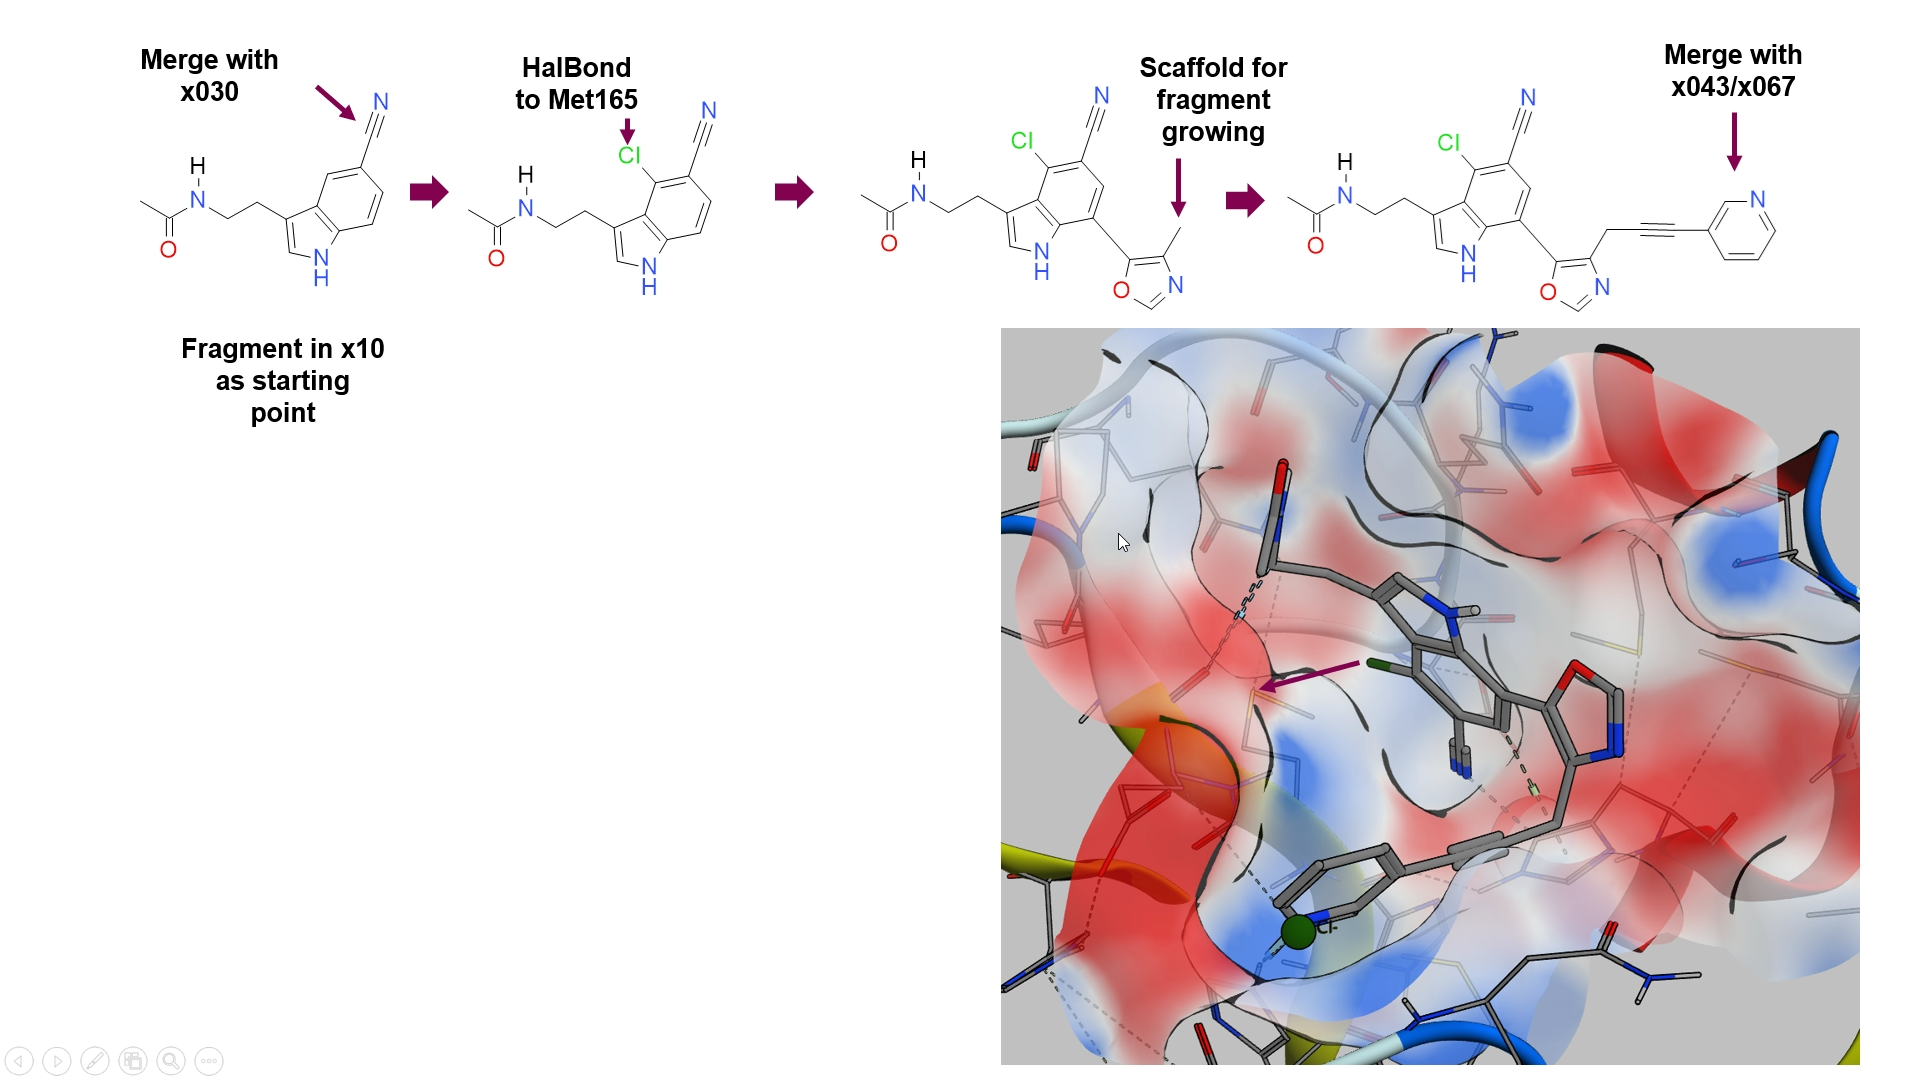 Merge with
x030
HalBond
to Met165
Scaffold for
fragment
growing
Merge with
x043/x067
N
H
N
O
N
H
N
Cl
H
N
O
N
H
N
Cl
H
N
O
N
H
O
N
N
Cl
H
N
O
N
H
O
N
N
Fragment in x10
as starting
point
Cl-